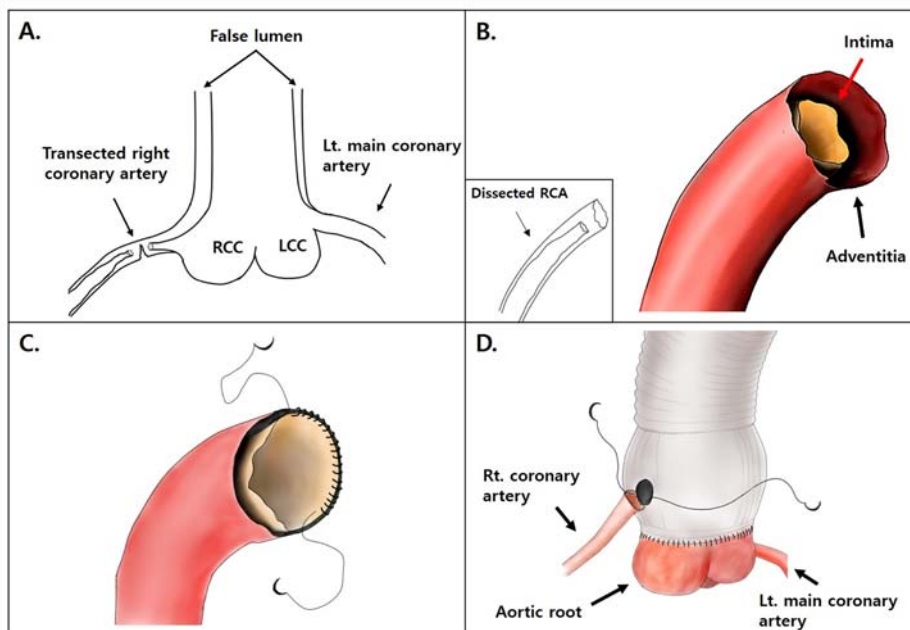 A.
False lumen
Transected right
coronary artery
Lt. main coronary
artery
RCC
LCC
B.
Intima
Dissected RCA
Adventitia
C.
D.
Rt. coronary
artery
Aortic root
Lt. main coronary
artery